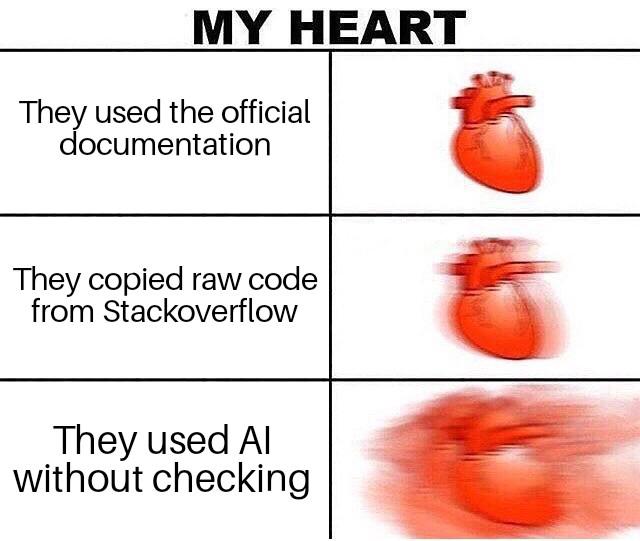 MY HEART
They used the official
documentation
They copied raw code
from Stackoverflow
They used AI
without checking